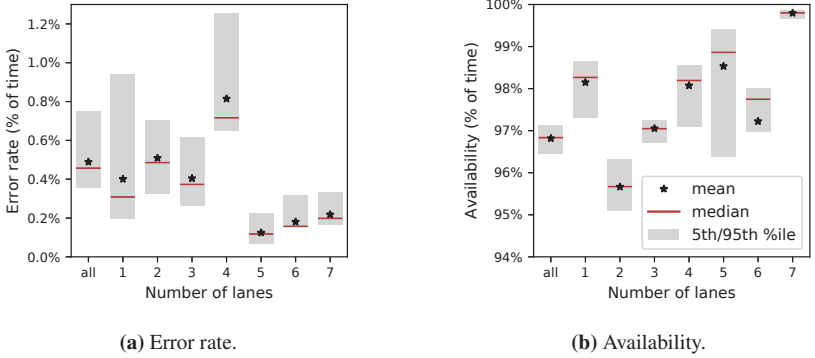 Error rate (% of time)
1.2%
1.0%
0.8%
0.6%
0.4%
0.2%
0.0%
all 1 2 3 4 5 6 7
Number of lanes
(a) Error rate.
Availability (% of time)
100%
99%
98%
97%
96%
95%
94%
mean
median
5th/95th %ile
all 1 2 3 4 5 6 7
Number of lanes
(b) Availability.